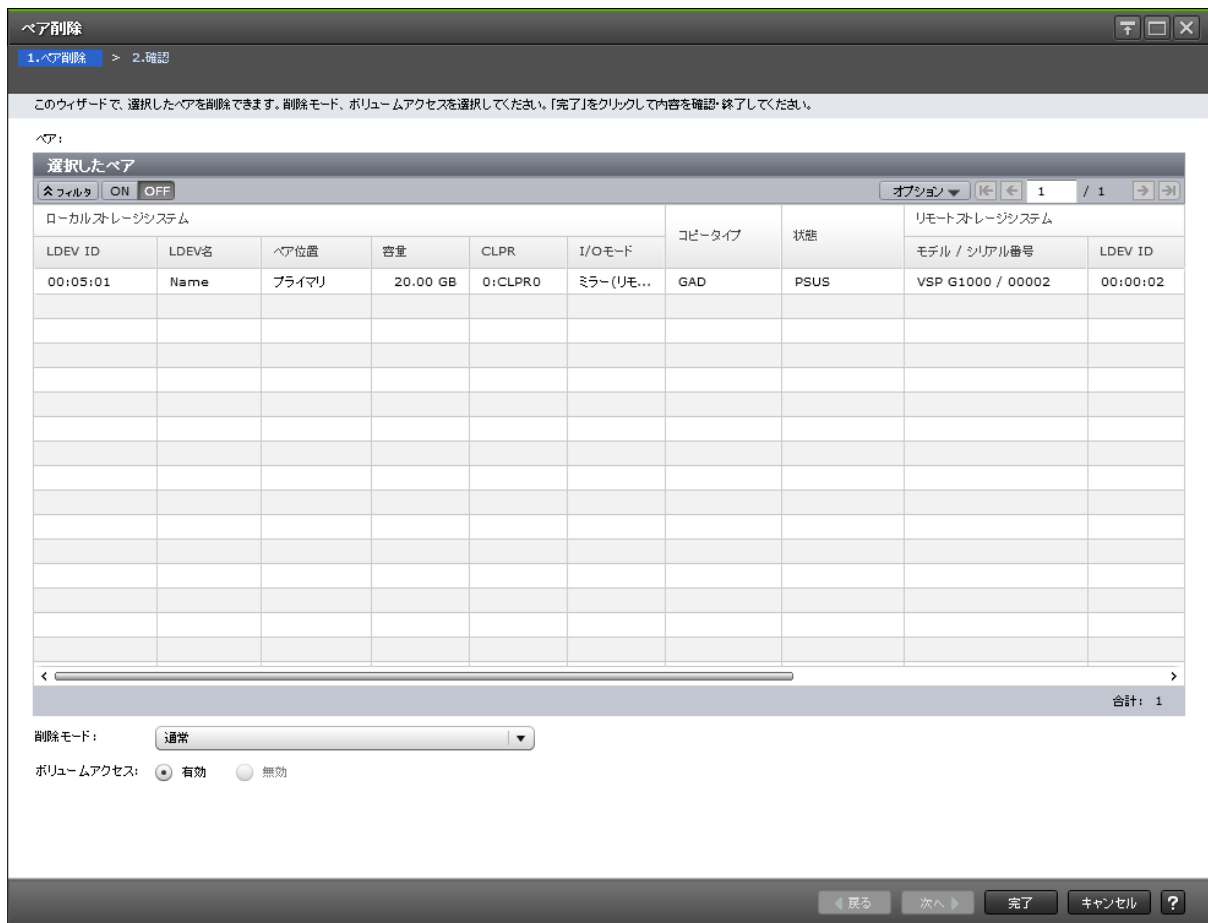 ペア削除
1.ペア削除 > 2.確認
このウィザードで、選択したペアを削除できます。削除モード、ボリュームアクセスを選択してください。「完了」をクリックして内容を確認・終了してください。
ペア:
選択したペア
フィルタ ON OFF オプション 1 / 1
ローカルストレージシステム コピータイプ 状態 リモートストレージシステム
LDEV ID LDEV名 ペア位置 容量 CLPR I/Oモード モデル / シリアル番号 LDEV ID
00:05:01 Name プライマリ 20.00 GB 0:CLPR0 ミラー(リモ... GAD PSUS VSP G1000 / 00002 00:00:02
合計: 1
削除モード: 通常
ボリュームアクセス: 有効 無効
戻る 次へ 完了 キャンセル ?